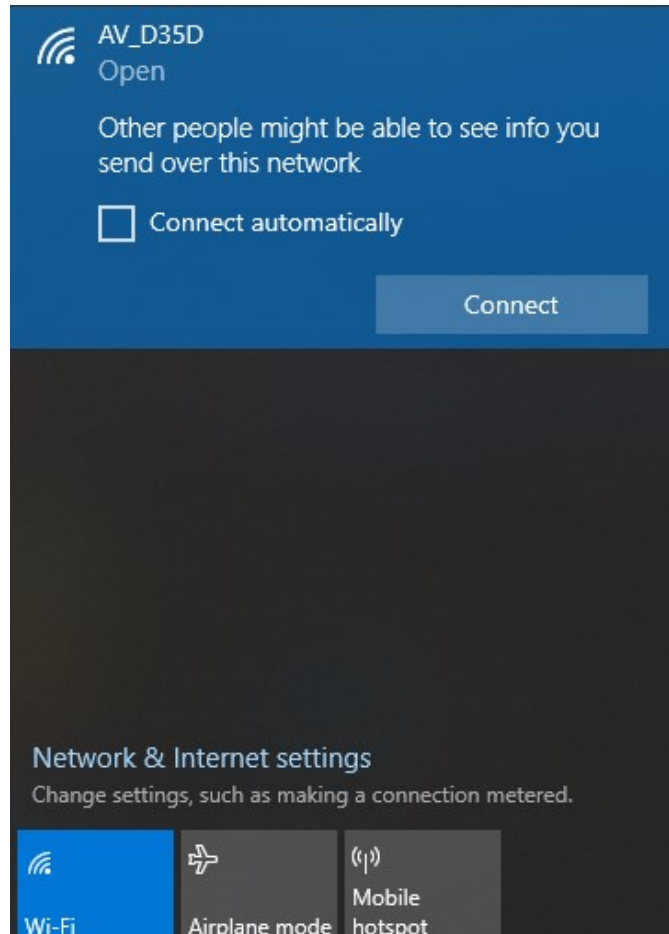 AV_D35D
Open
Other people might be able to see info you
send over this network
Connect automatically
Connect
Network & Internet settings
Change settings, such as making a connection metered.
Wi-Fi
Airplane mode
Mobile
hotspot